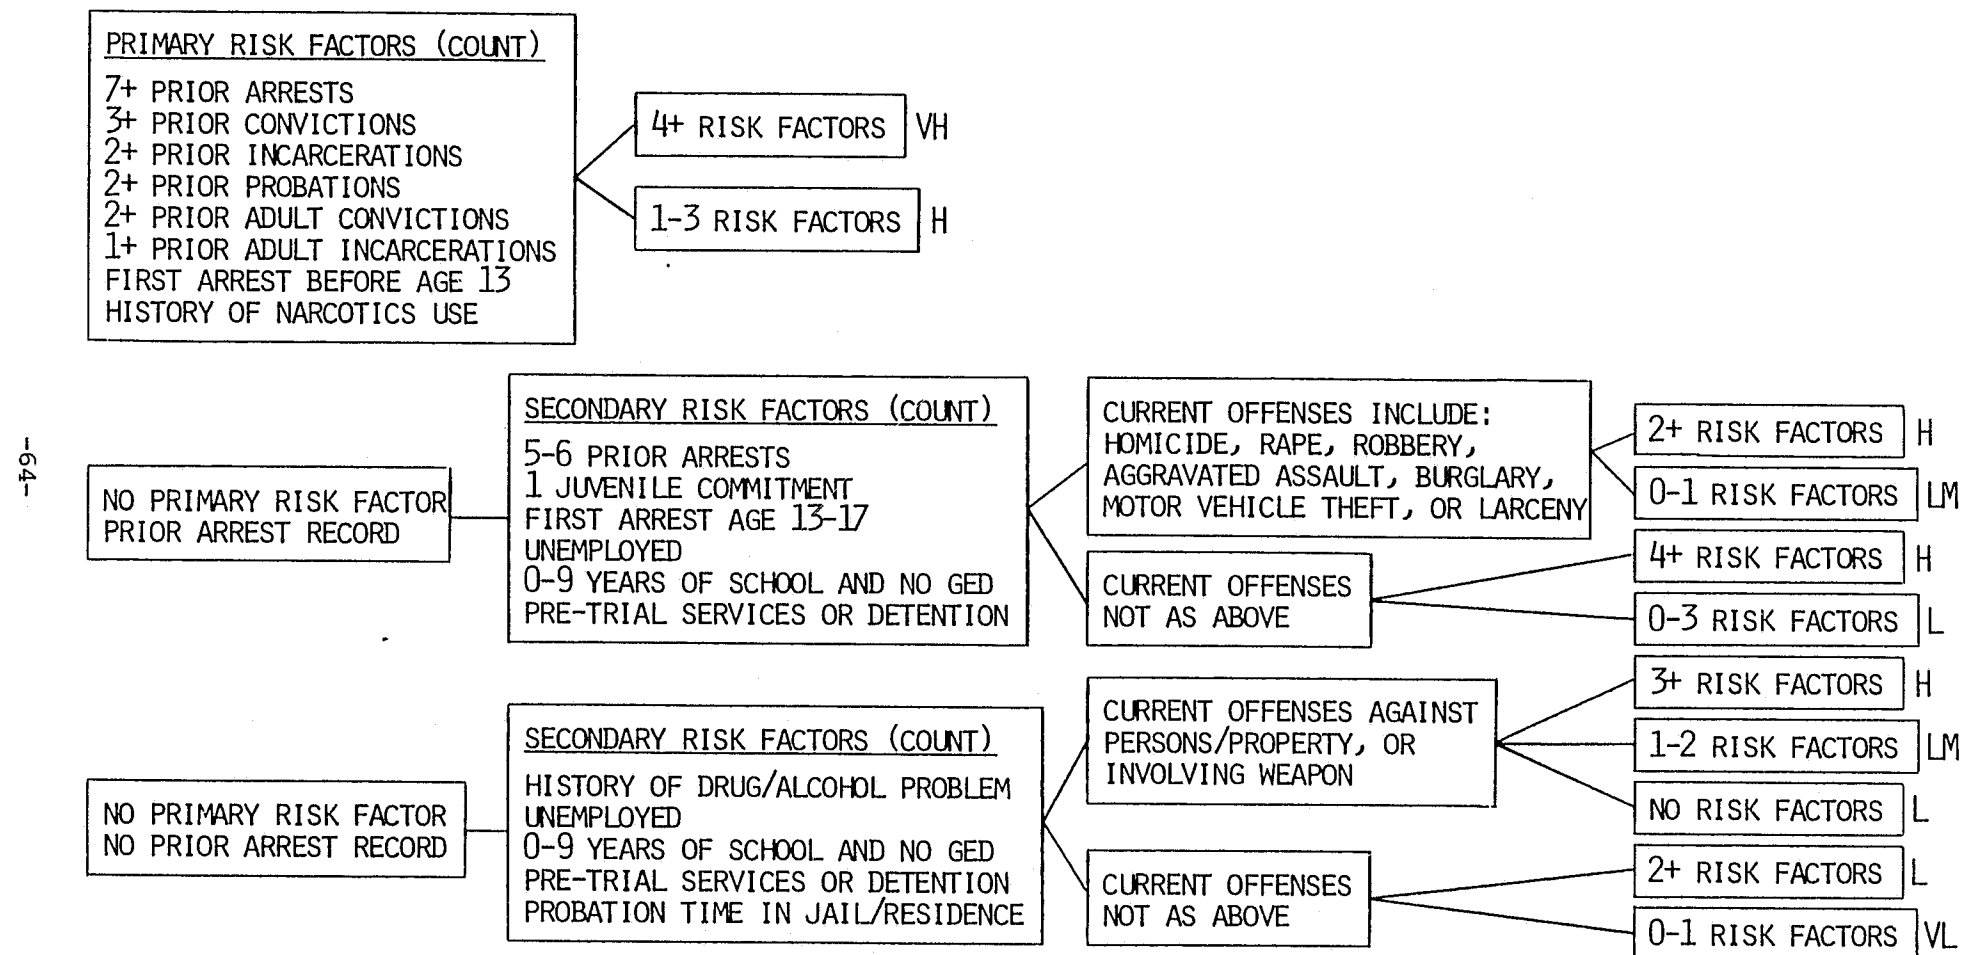 PRIMARY RISK FACTORS (COUNT)
7+ PRIOR ARRESTS
3+ PRIOR CONVICTIONS
2+ PRIOR INCARCERATIONS
2+ PRIOR PROBATIONS
2+ PRIOR ADULT CONVICTIONS
1+ PRIOR ADULT INCARCERATIONS
FIRST ARREST BEFORE AGE 13
HISTORY OF NARCOTICS USE
4+ RISK FACTORS VH
1-3 RISK FACTORS H
-64-
NO PRIMARY RISK FACTOR
PRIOR ARREST RECORD
SECONDARY RISK FACTORS (COUNT)
5-6 PRIOR ARRESTS
1 JUVENILE COMMITMENT
FIRST ARREST AGE 13-17
UNEMPLOYED
0-9 YEARS OF SCHOOL AND NO GED
PRE-TRIAL SERVICES OR DETENTION
CURRENT OFFENSES INCLUDE:
HOMICIDE, RAPE, ROBBERY,
AGGRAVATED ASSAULT, BURGLARY,
MOTOR VEHICLE THEFT, OR LARCENY
2+ RISK FACTORS H
0-1 RISK FACTORS LM
CURRENT OFFENSES
NOT AS ABOVE
4+ RISK FACTORS H
0-3 RISK FACTORS L
NO PRIMARY RISK FACTOR
NO PRIOR ARREST RECORD
SECONDARY RISK FACTORS (COUNT)
HISTORY OF DRUG/ALCOHOL PROBLEM
UNEMPLOYED
0-9 YEARS OF SCHOOL AND NO GED
PRE-TRIAL SERVICES OR DETENTION
PROBATION TIME IN JAIL/RESIDENCE
CURRENT OFFENSES AGAINST
PERSONS/PROPERTY, OR
INVOLVING WEAPON
3+ RISK FACTORS H
1-2 RISK FACTORS LM
NO RISK FACTORS L
CURRENT OFFENSES
NOT AS ABOVE
2+ RISK FACTORS L
0-1 RISK FACTORS VL